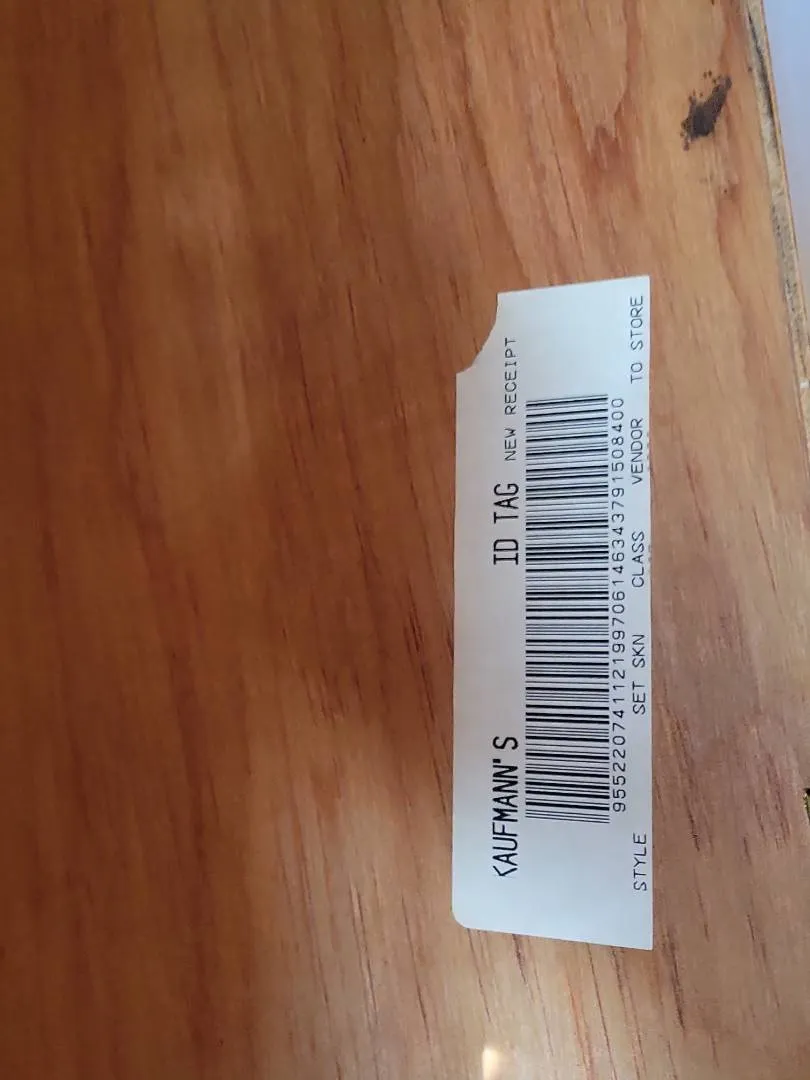 KAUFMANN'S ID TAG NEW RECEIPT
95522074112199706146343791508400
STYLE SET SKN CLASS VENDOR TO STORE